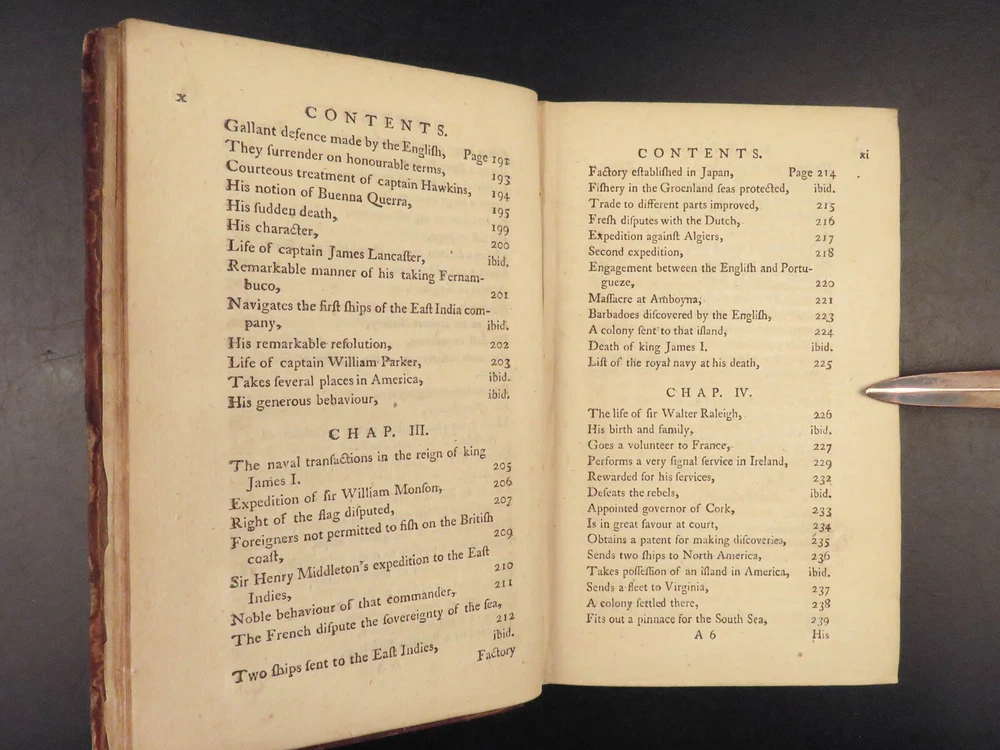 x
CONTENTS.
Gallant defence made by the Engliſh, Page 191
They ſurrender on honourable terms, 193
Courteous treatment of captain Hawkins, 194
His notion of Buenna Querra, 195
His ſudden death, 199
His character, 200
Life of captain James Lancaſter, ibid.
Remarkable manner of his taking Fernam-
buco, 201
Navigates the firſt ſhips of the Eaſt India com-
pany, ibid.
His remarkable reſolution, 202
Life of captain William Parker, 203
Takes ſeveral places in America, ibid.
His generous behaviour, ibid.
CHAP. III.
The naval tranſactions in the reign of king
James I. 205
Expedition of ſir William Monſon, 206
Right of the flag diſputed, 207
Foreigners not permitted to fiſh on the Britiſh
coaſt, 209
Sir Henry Middleton's expedition to the Eaſt
Indies, 210
Noble behaviour of that commander, 211
The French diſpute the ſovereignty of the ſea,
212
Two ſhips ſent to the Eaſt Indies, ibid.
Factory
CONTENTS. xi
Factory eſtabliſhed in Japan, Page 214
Fiſhery in the Groenland ſeas protected, ibid.
Trade to different parts improved, 215
Freſh diſputes with the Dutch, 216
Expedition againſt Algiers, 217
Second expedition, 218
Engagement between the Engliſh and Portu-
gueze, 220
Maſſacre at Amboyna, 221
Barbadoes diſcovered by the Engliſh, 223
A colony ſent to that iſland, 224
Death of king James I. ibid.
Liſt of the royal navy at his death, 225
CHAP. IV.
The life of ſir Walter Raleigh, 226
His birth and family, ibid.
Goes a volunteer to France, 227
Performs a very ſignal ſervice in Ireland, 229
Rewarded for his ſervices, 232
Defeats the rebels, ibid.
Appointed governor of Cork, 233
Is in great favour at court, 234
Obtains a patent for making diſcoveries, 235
Sends two ſhips to North America, 236
Takes poſſeſſion of an iſland in America, ibid.
Sends a fleet to Virginia, 237
A colony ſettled there, 238
Fits out a pinnace for the South Sea, 239
A 6 His